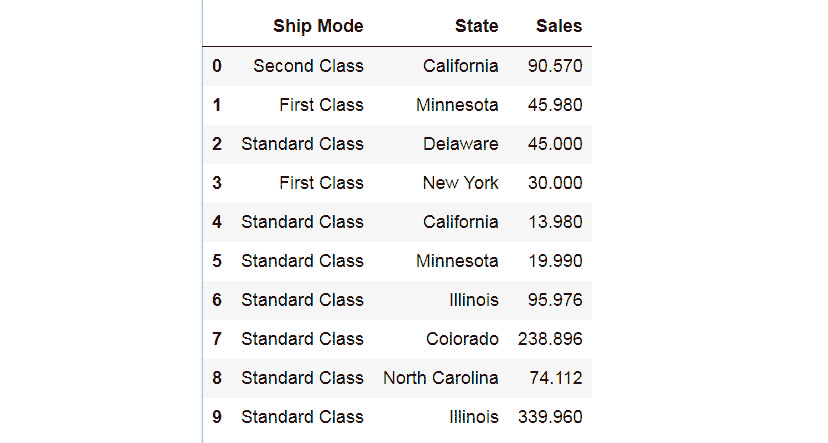 Ship Mode State Sales
0 Second Class California 90.570
1 First Class Minnesota 45.980
2 Standard Class Delaware 45.000
3 First Class New York 30.000
4 Standard Class California 13.980
5 Standard Class Minnesota 19.990
6 Standard Class Illinois 95.976
7 Standard Class Colorado 238.896
8 Standard Class North Carolina 74.112
9 Standard Class Illinois 339.960